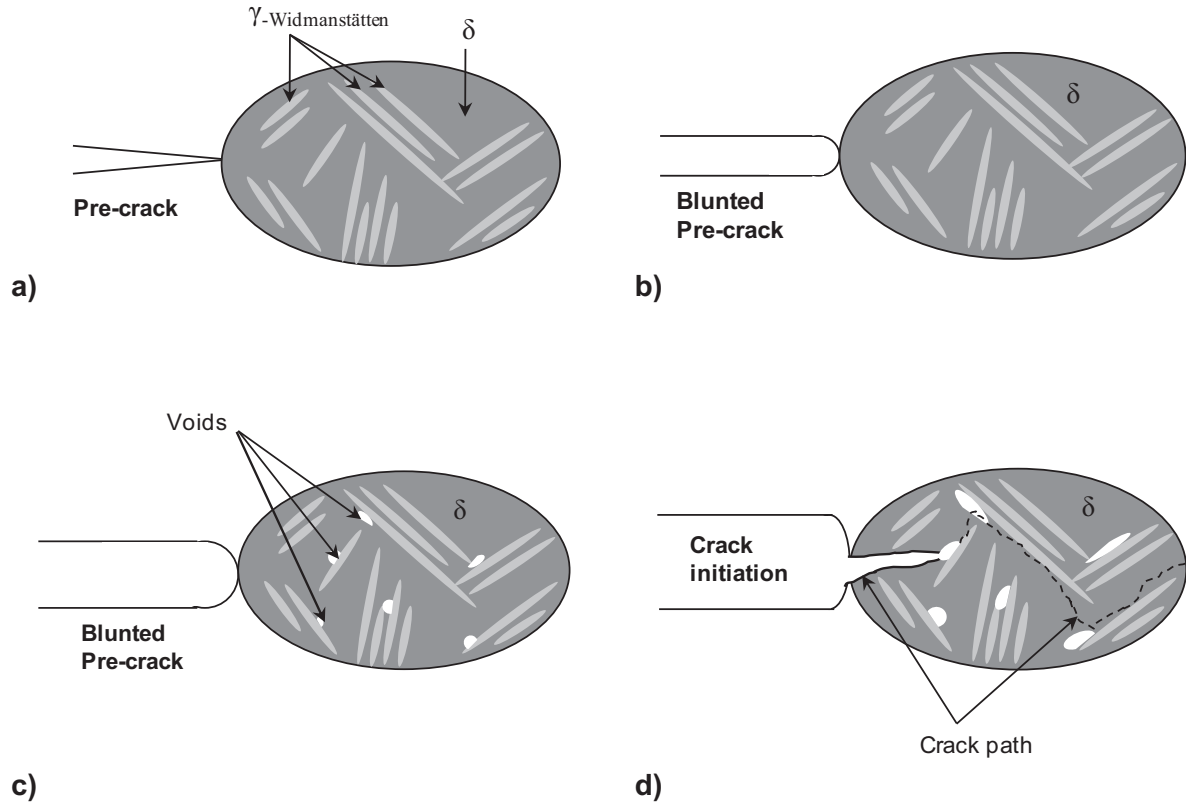 γ-Widmanstätten
δ
Pre-crack
a)
δ
Blunted
Pre-crack
b)
Voids
δ
Blunted
Pre-crack
c)
δ
Crack
initiation
Crack path
d)